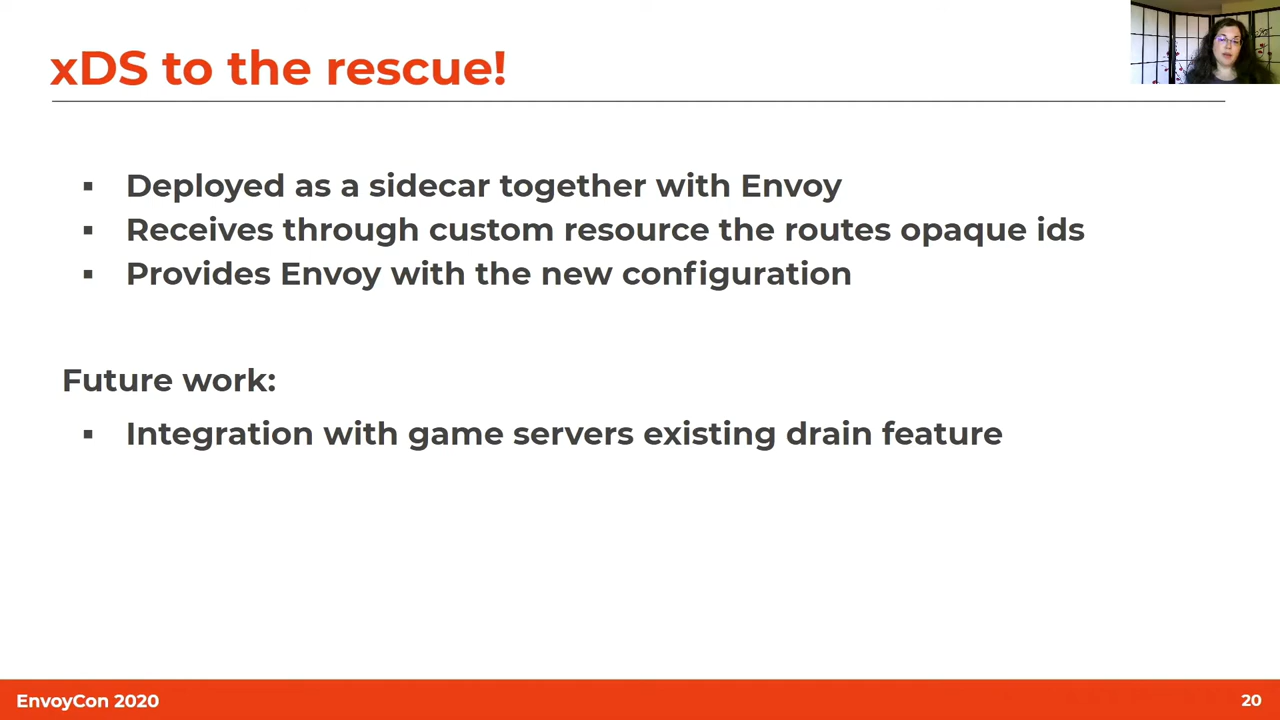 xDS to the rescue!
▪ Deployed as a sidecar together with Envoy
▪ Receives through custom resource the routes opaque ids
▪ Provides Envoy with the new configuration
Future work:
▪ Integration with game servers existing drain feature
EnvoyCon 2020
20